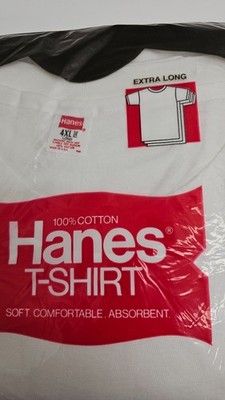 EXTRA LONG
Hanes
4XL
100% COTTON
Hanes®
T-SHIRT
SOFT. COMFORTABLE. ABSORBENT.